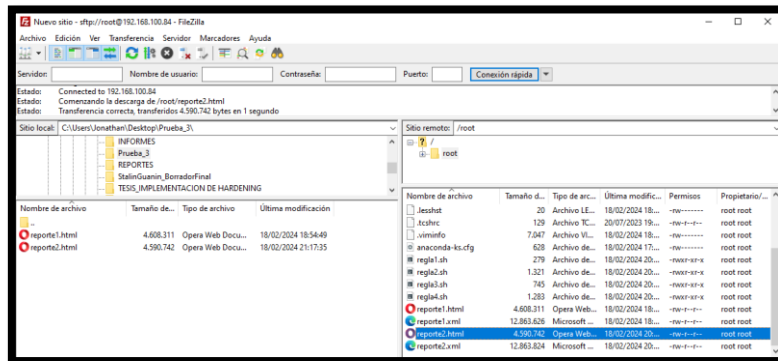 Nuevo sitio - sftp://root@192.168.100.84 - FileZilla
Archivo Edición Ver Transferencia Servidor Marcadores Ayuda
Servidor: Nombre de usuario: Contraseña: Puerto: Conexión rápida
Estado: Connected to 192.168.100.84
Estado: Comenzando la descarga de /root/reporte2.html
Estado: Transferencia correcta, transferidos 4.590.742 bytes en 1 segundo
Sitio local: C:\Users\Jonathan\Desktop\Prueba_3\
INFORMES
Prueba_3
REPORTES
StalinGuanin_BorradorFinal
TESIS_IMPLEMENTACION DE HARDENING
Nombre de archivo Tamaño de... Tipo de archivo Última modificación
..
reporte1.html 4.608.311 Opera Web Docu... 18/02/2024 18:54:49
reporte2.html 4.590.742 Opera Web Docu... 18/02/2024 21:17:35
Sitio remoto: /root
? /
root
Nombre de archivo Tamaño d... Tipo de arc... Última modific... Permisos Propietario/...
.lesshst 20 Archivo LE... 18/02/2024 18:... -rw------- root root
.tcshrc 129 Archivo TC... 20/07/2023 19:... -rw-r--r-- root root
.viminfo 7.047 Archivo VI... 18/02/2024 18:... -rw------- root root
anaconda-ks.cfg 628 Archivo de... 18/02/2024 17:... -rw------- root root
regla1.sh 279 Archivo de... 18/02/2024 20:... -rwxr-xr-x root root
regla2.sh 1.321 Archivo de... 18/02/2024 20:... -rwxr-xr-x root root
regla3.sh 745 Archivo de... 18/02/2024 20:... -rwxr-xr-x root root
regla4.sh 1.283 Archivo de... 18/02/2024 20:... -rwxr-xr-x root root
reporte1.html 4.608.311 Opera Web... 18/02/2024 18:... -rw-r--r-- root root
reporte1.xml 12.863.626 Microsoft ... 18/02/2024 18:... -rw-r--r-- root root
reporte2.html 4.590.742 Opera Web... 18/02/2024 20:... -rw-r--r-- root root
reporte2.xml 12.863.824 Microsoft ... 18/02/2024 20:... -rw-r--r-- root root